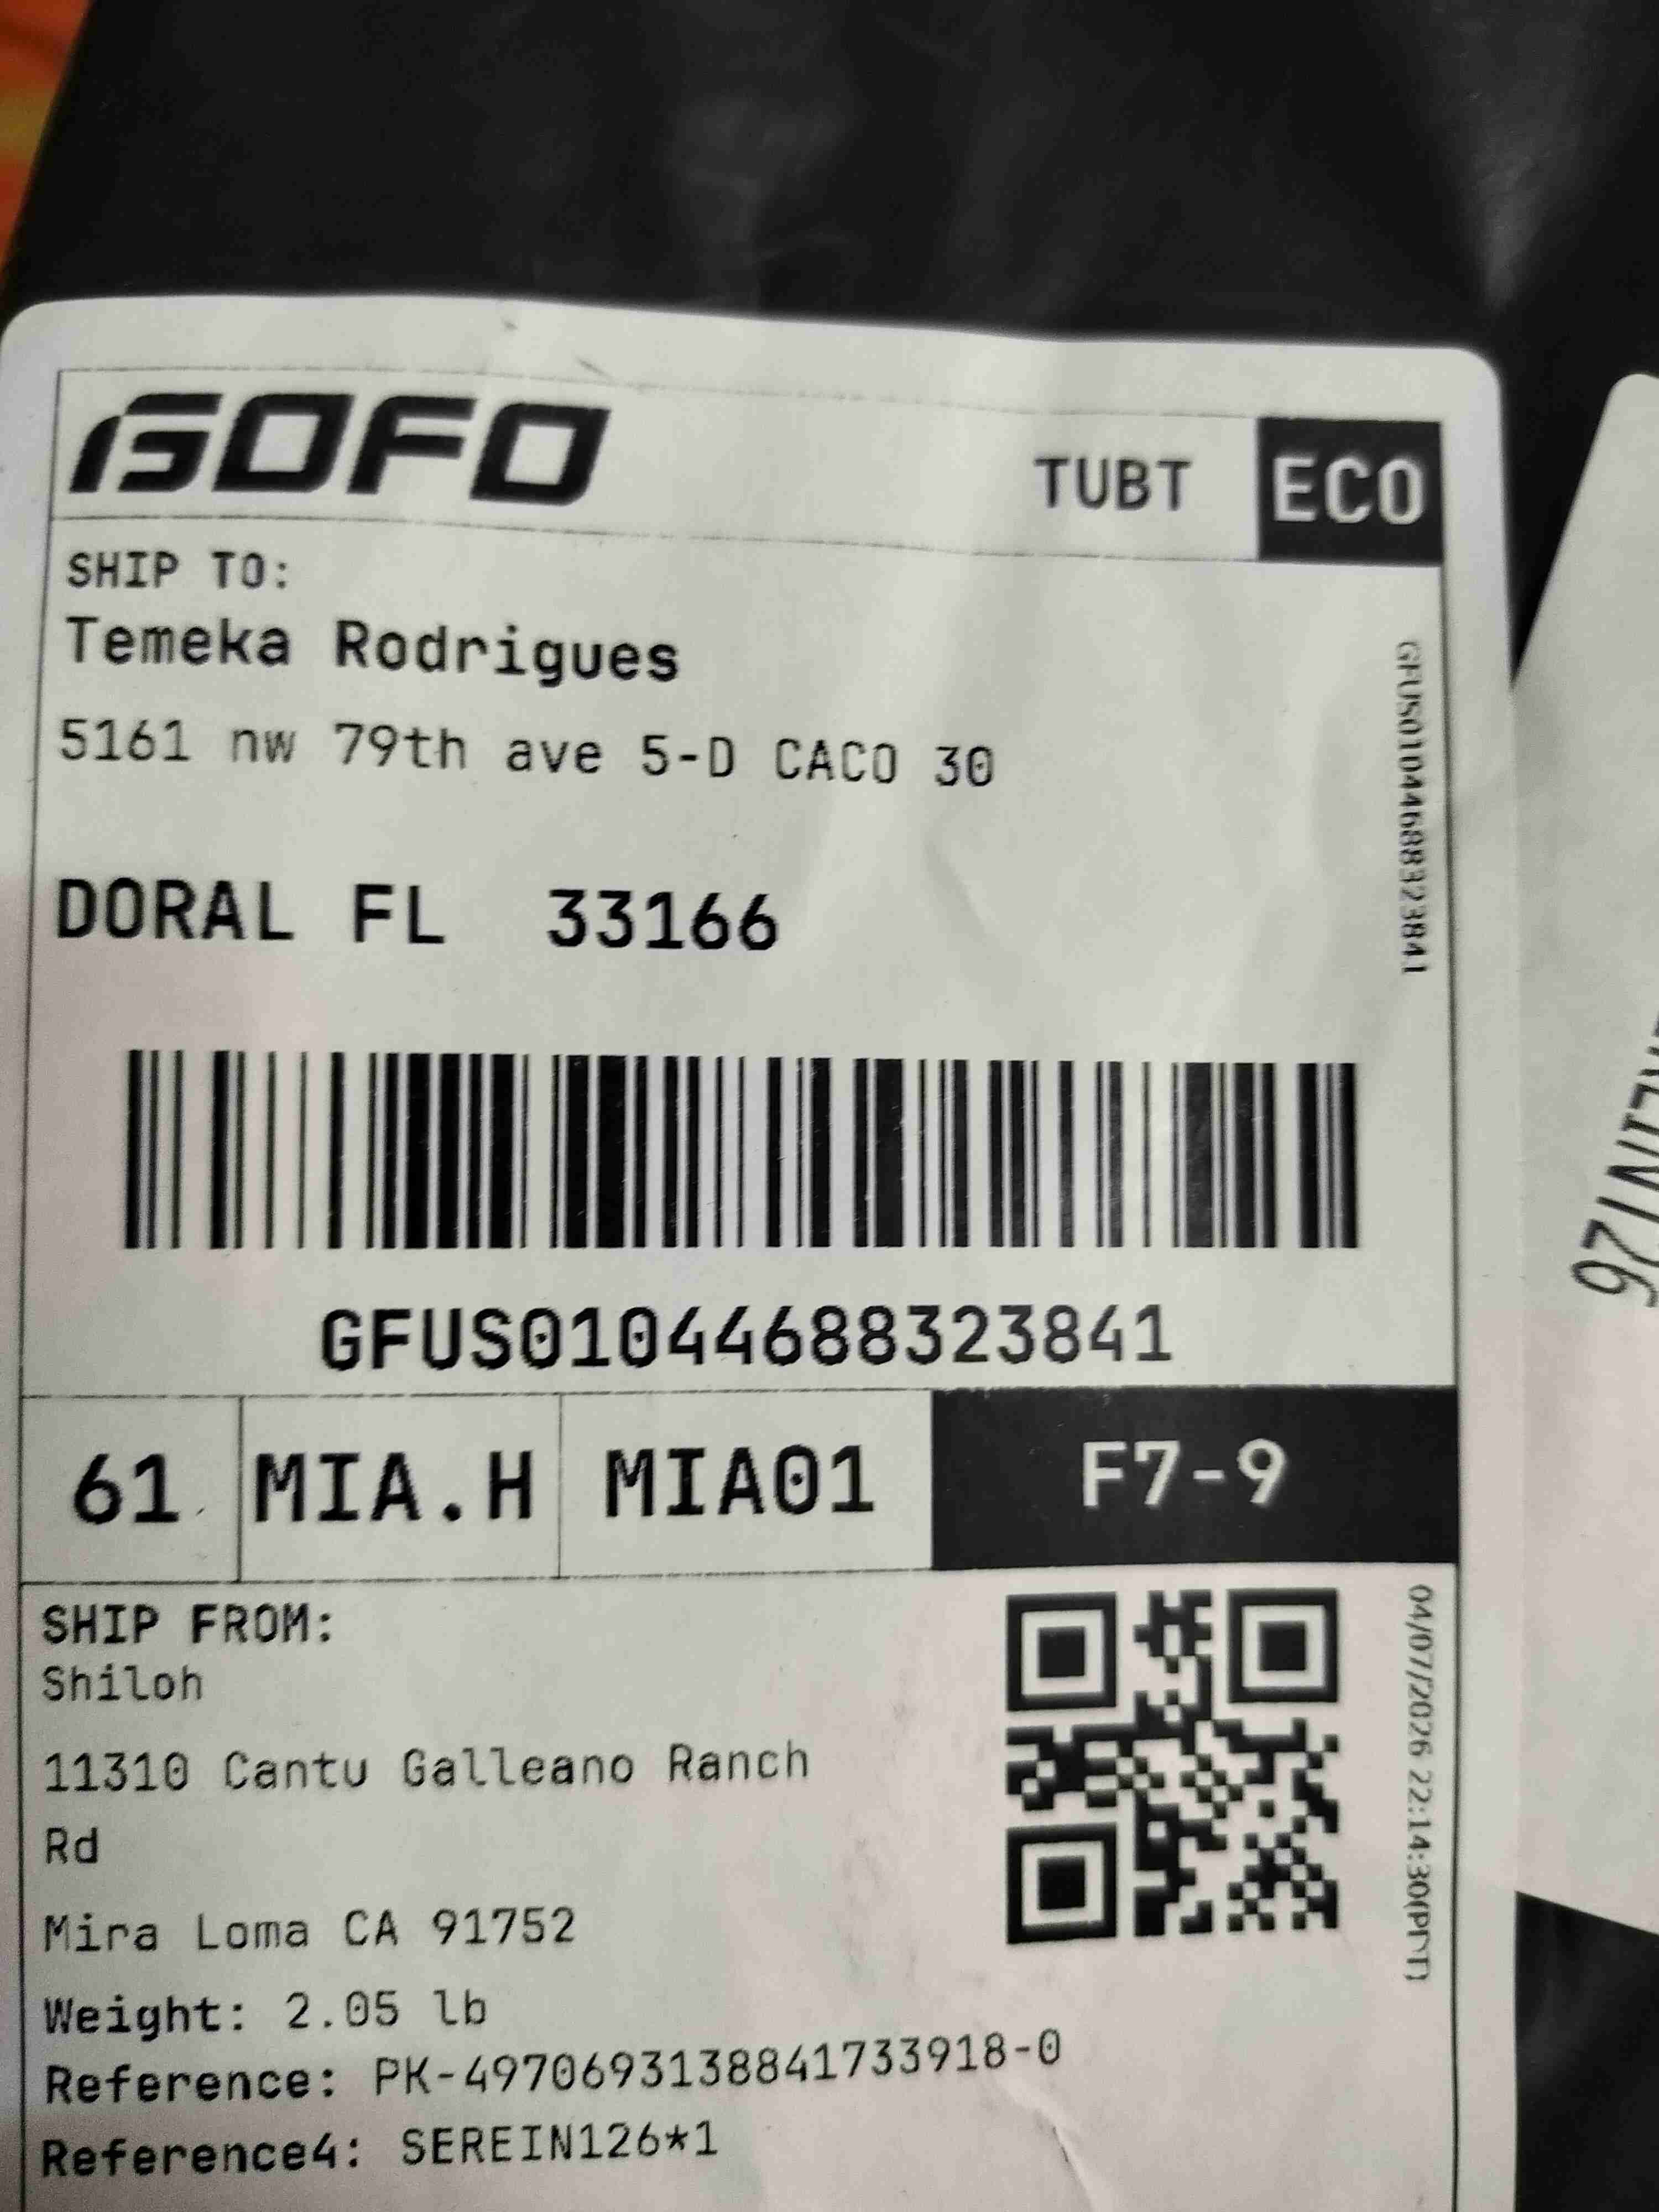 GOFO
TUBT
ECO
SHIP TO:
Temeka Rodrigues
5161 nw 79th ave 5-D CACO 30
DORAL FL 33166
GFUS01044688323841
GFUS01044688323841
61
MIA.H
MIA01
F7-9
SHIP FROM:
Shiloh
11310 Cantu Galleano Ranch
Rd
Mira Loma CA 91752
04/07/2026 22:14:30(PDT)
Weight: 2.05 lb
Reference: PK-4970693138841733918-0
Reference4: SEREIN126*1